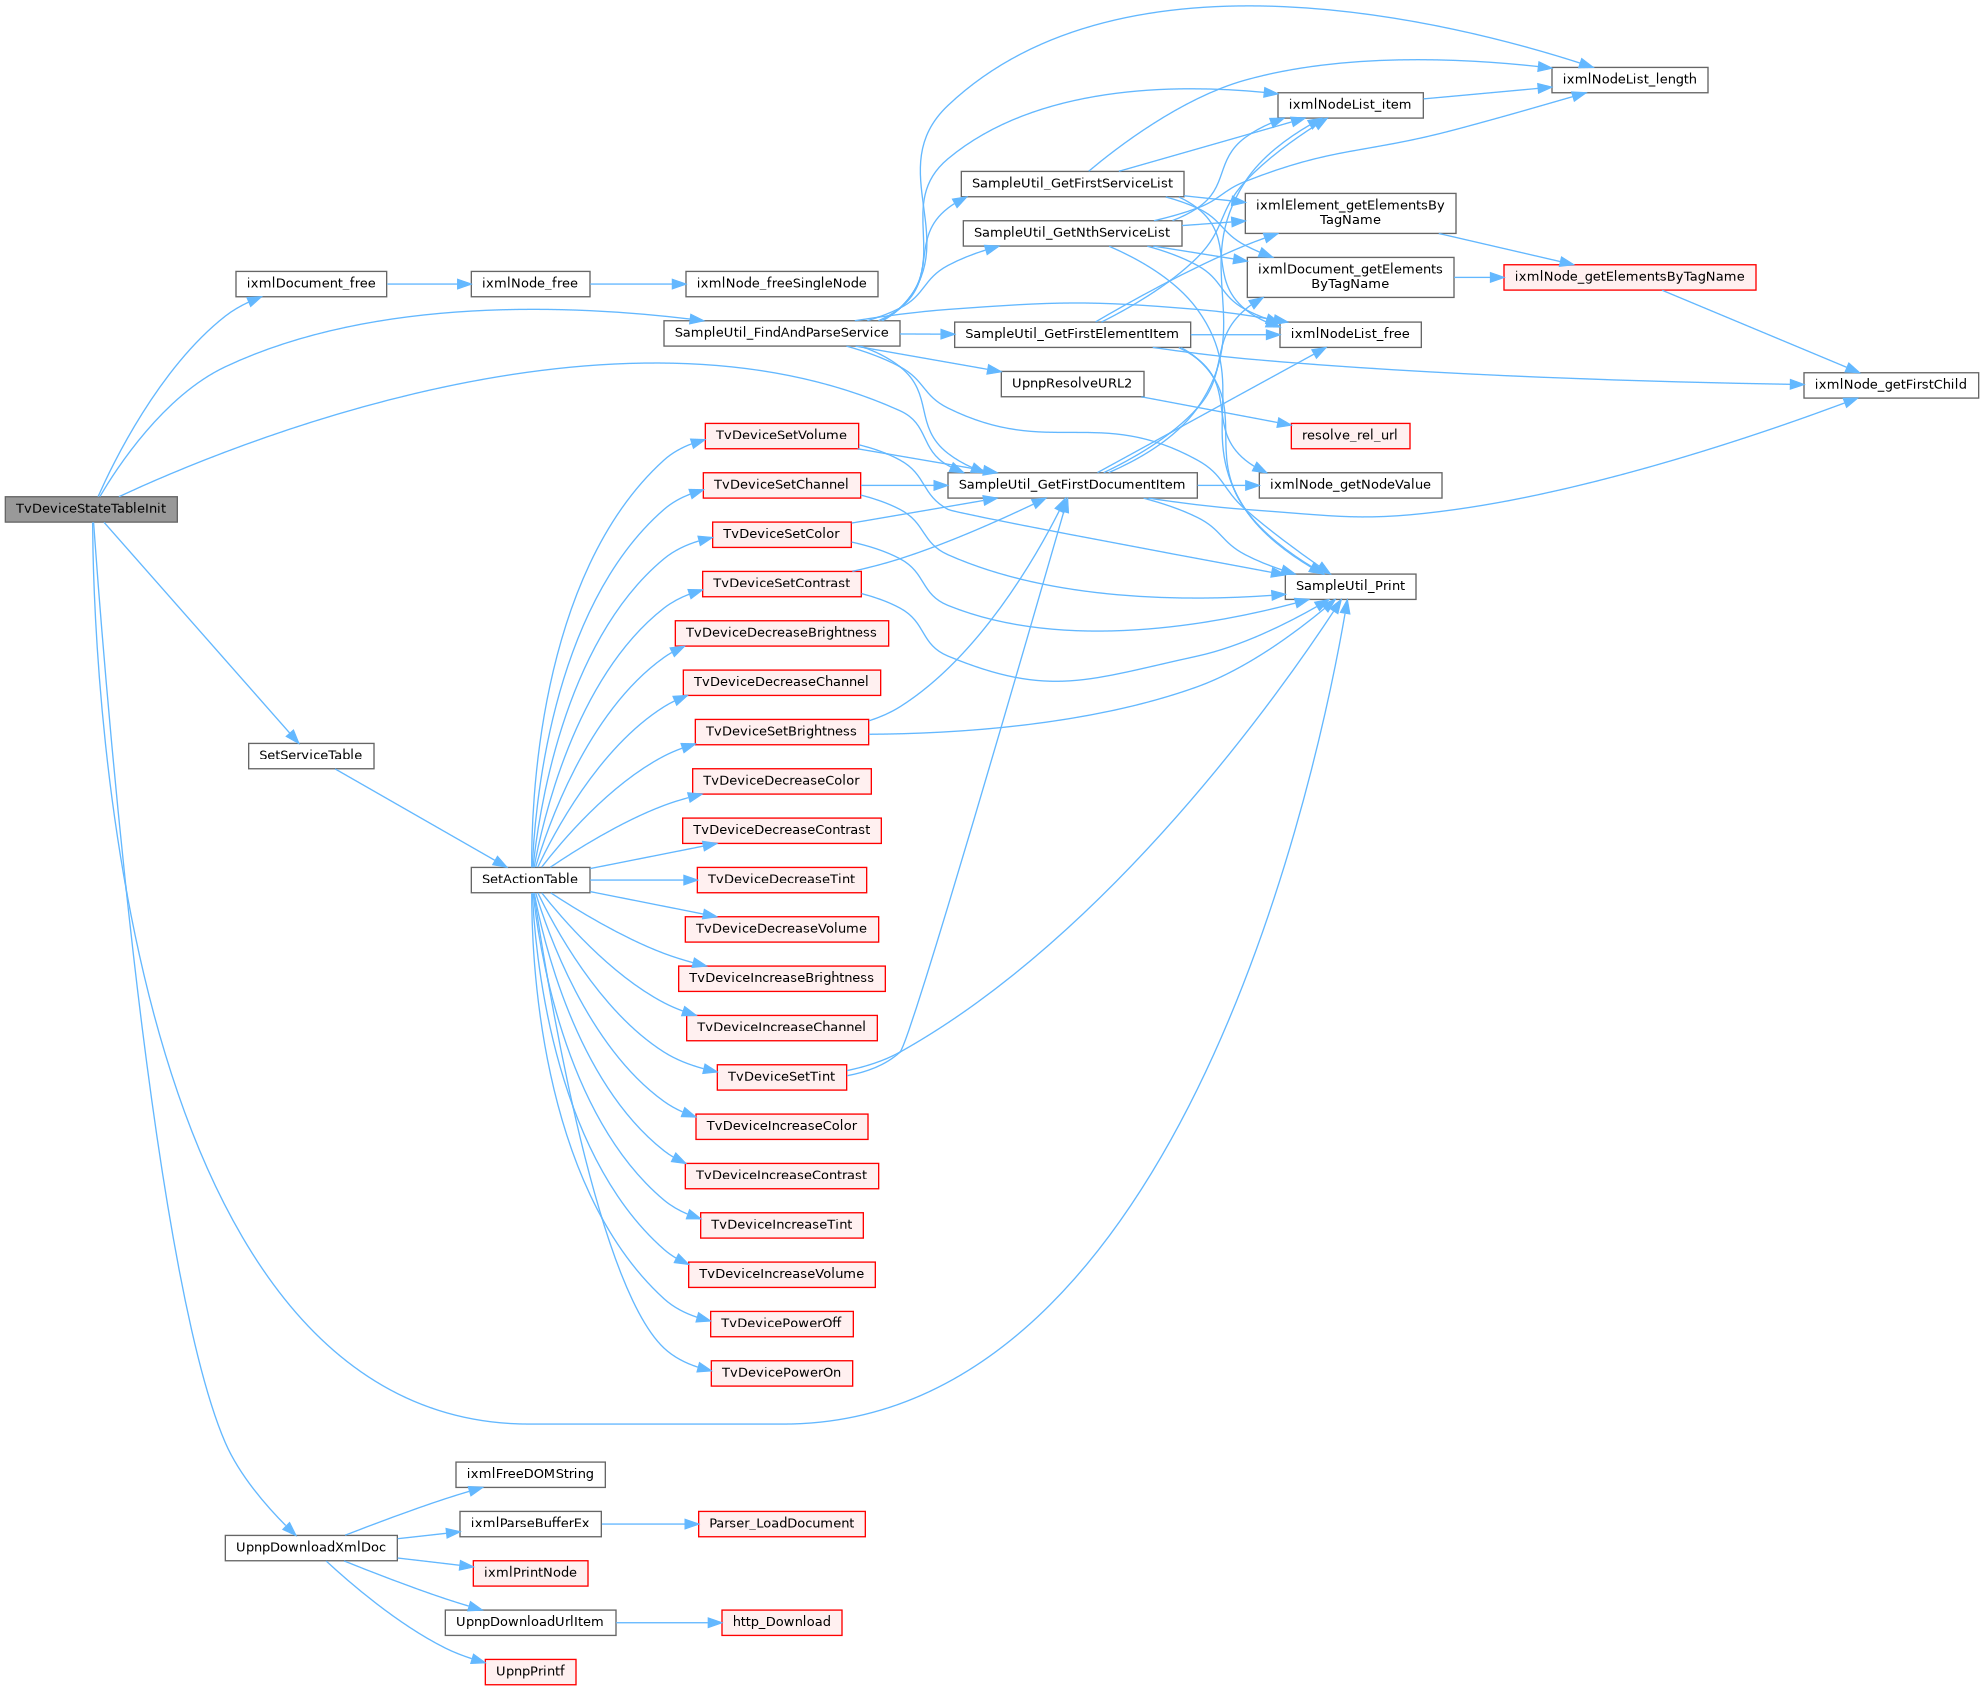 TvDeviceStateTableInit
ixmlDocument_free
ixmlNode_free
ixmlNode_freeSingleNode
SampleUtil_FindAndParseService
SetServiceTable
SetActionTable
UpnpDownloadXmlDoc
ixmlFreeDOMString
ixmlParseBufferEx
ixmlPrintNode
UpnpDownloadUrlItem
UpnpPrintf
TvDeviceSetVolume
TvDeviceSetChannel
TvDeviceSetColor
TvDeviceSetContrast
TvDeviceDecreaseBrightness
TvDeviceDecreaseChannel
TvDeviceSetBrightness
TvDeviceDecreaseColor
TvDeviceDecreaseContrast
TvDeviceDecreaseTint
TvDeviceDecreaseVolume
TvDeviceIncreaseBrightness
TvDeviceIncreaseChannel
TvDeviceSetTint
TvDeviceIncreaseColor
TvDeviceIncreaseContrast
TvDeviceIncreaseTint
TvDeviceIncreaseVolume
TvDevicePowerOff
TvDevicePowerOn
Parser_LoadDocument
http_Download
SampleUtil_GetFirstServiceList
SampleUtil_GetNthServiceList
SampleUtil_GetFirstElementItem
UpnpResolveURL2
SampleUtil_GetFirstDocumentItem
ixmlNodeList_item
ixmlElement_getElementsBy
TagName
ixmlDocument_getElements
ByTagName
ixmlNodeList_free
resolve_rel_url
ixmlNode_getNodeValue
SampleUtil_Print
ixmlNodeList_length
ixmlNode_getElementsByTagName
ixmlNode_getFirstChild